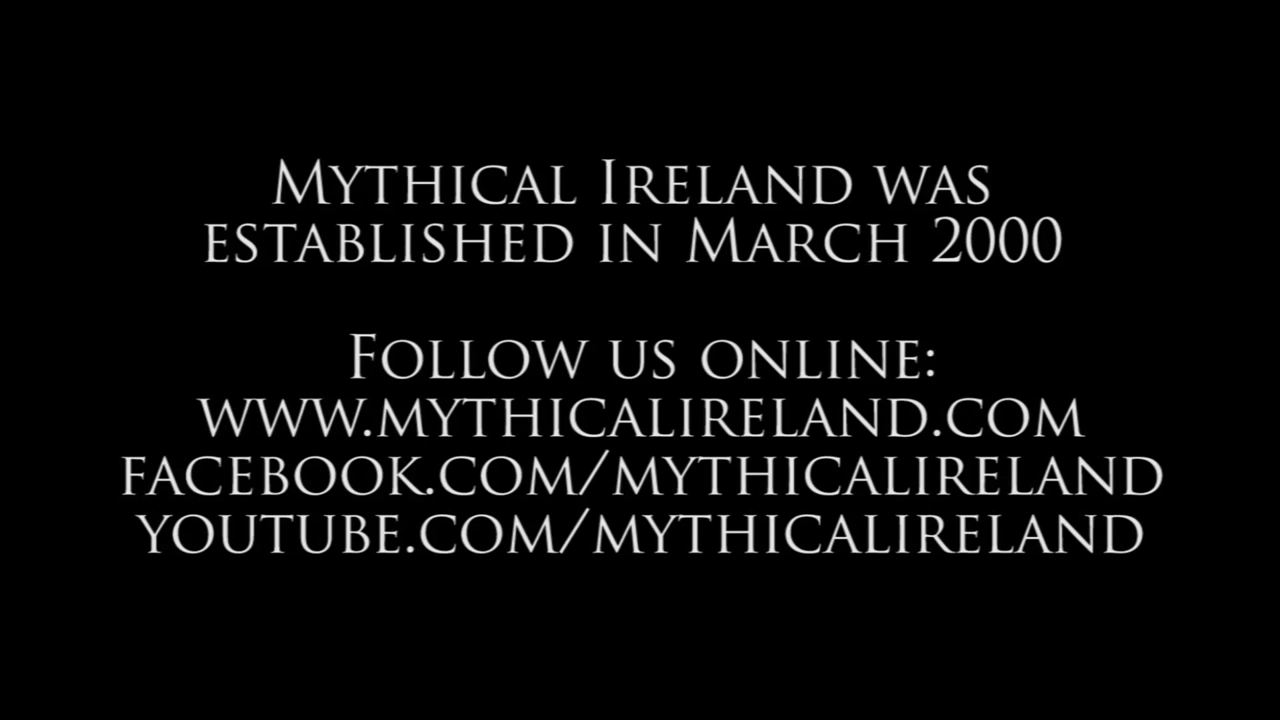 Mythical Ireland was
established in March 2000
Follow us online:
www.mythicalireland.com
facebook.com/mythicalireland
youtube.com/mythicalireland